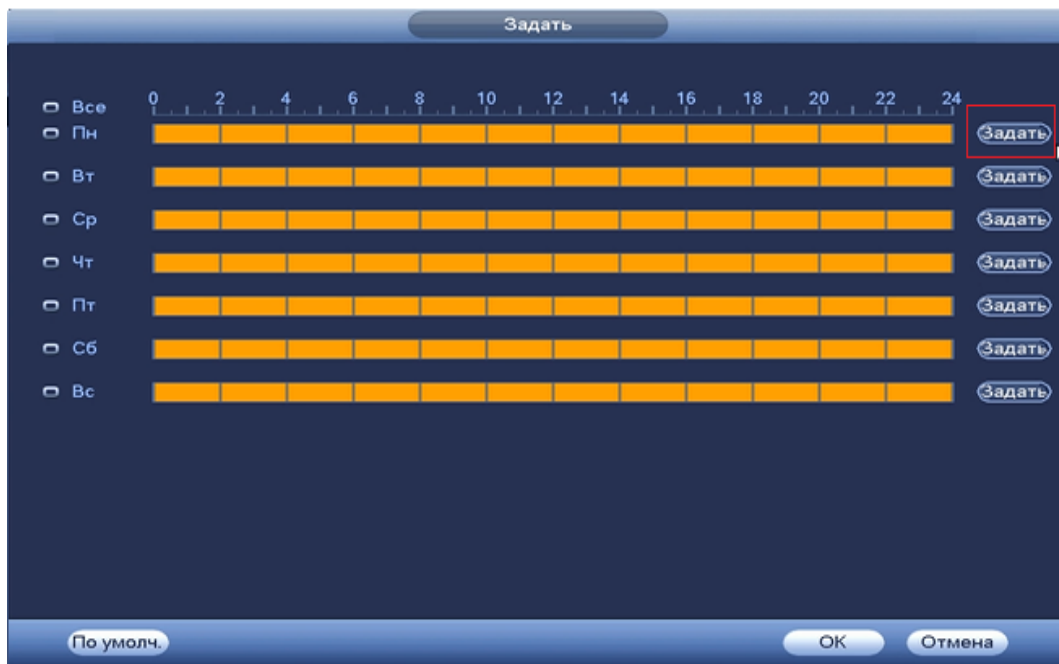 Задать
Все 0 2 4 6 8 10 12 14 16 18 20 22 24
Пн Задать
Вт Задать
Ср Задать
Чт Задать
Пт Задать
Сб Задать
Вс Задать
По умолч. OK Отмена